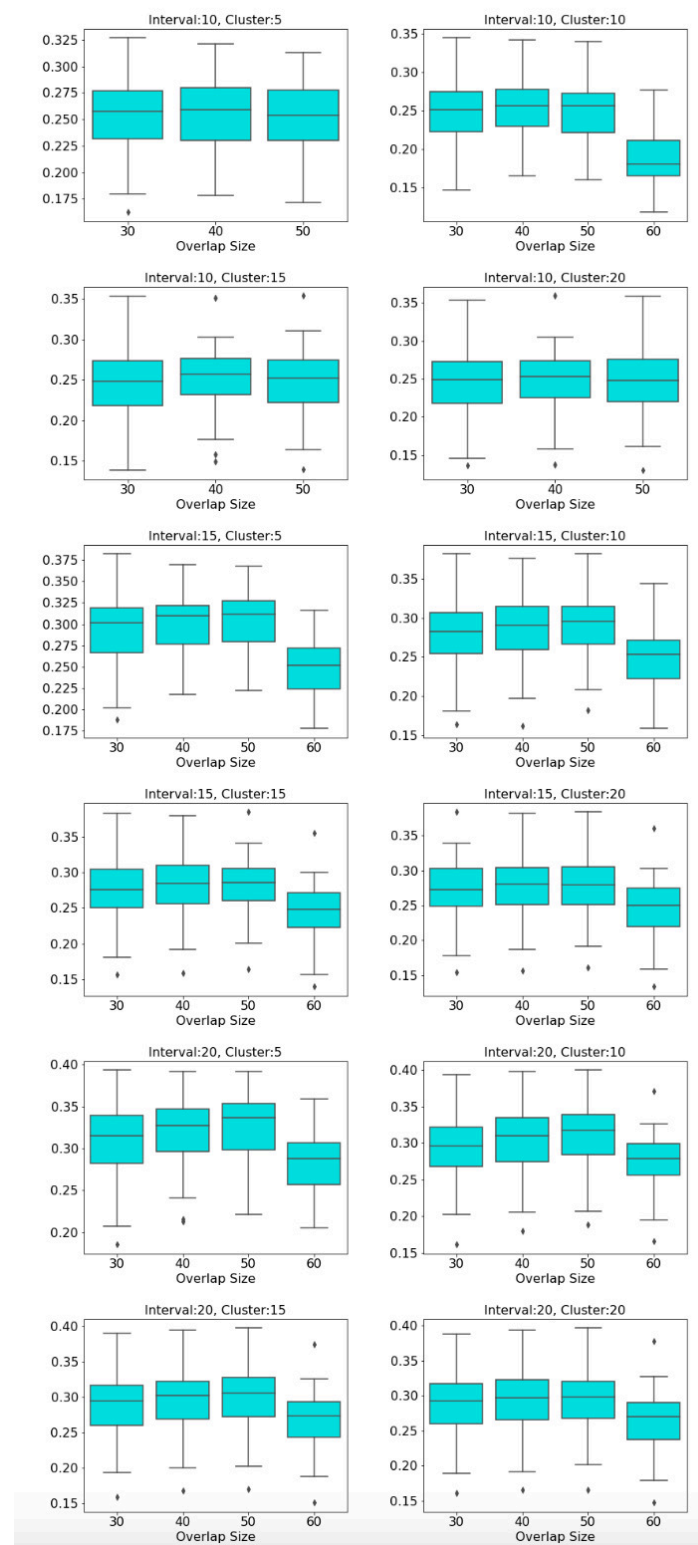 Interval:10, Cluster:5
0.325
0.300
0.275
0.250
0.225
0.200
0.175
30 40 50
Overlap Size
Interval:10, Cluster:10
0.35
0.30
0.25
0.20
0.15
30 40 50 60
Overlap Size
Interval:10, Cluster:15
0.35
0.30
0.25
0.20
0.15
30 40 50
Overlap Size
Interval:10, Cluster:20
0.35
0.30
0.25
0.20
0.15
30 40 50
Overlap Size
Interval:15, Cluster:5
0.375
0.350
0.325
0.300
0.275
0.250
0.225
0.200
0.175
30 40 50 60
Overlap Size
Interval:15, Cluster:10
0.35
0.30
0.25
0.20
0.15
30 40 50 60
Overlap Size
Interval:15, Cluster:15
0.35
0.30
0.25
0.20
0.15
30 40 50 60
Overlap Size
Interval:15, Cluster:20
0.35
0.30
0.25
0.20
0.15
30 40 50 60
Overlap Size
Interval:20, Cluster:5
0.40
0.35
0.30
0.25
0.20
30 40 50 60
Overlap Size
Interval:20, Cluster:10
0.40
0.35
0.30
0.25
0.20
0.15
30 40 50 60
Overlap Size
Interval:20, Cluster:15
0.40
0.35
0.30
0.25
0.20
0.15
30 40 50 60
Overlap Size
Interval:20, Cluster:20
0.40
0.35
0.30
0.25
0.20
0.15
30 40 50 60
Overlap Size